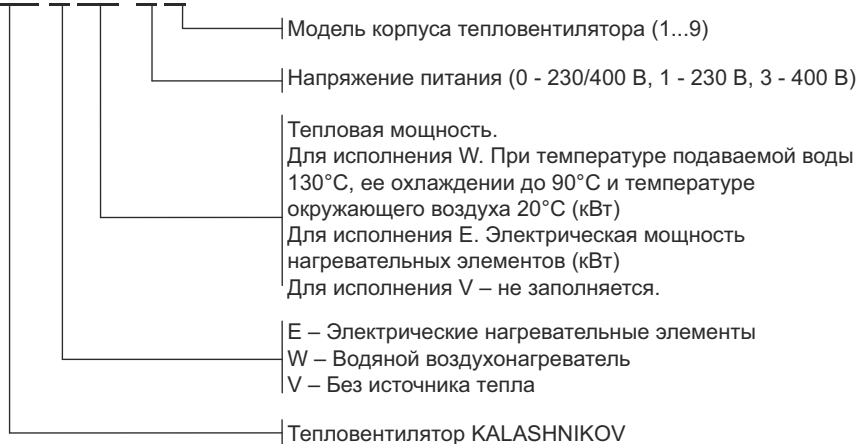 Модель корпуса тепловентилятора (1...9)
Напряжение питания (0 - 230/400 В, 1 - 230 В, 3 - 400 В)
Тепловая мощность.
Для исполнения W. При температуре подаваемой воды
130°С, ее охлаждении до 90°С и температуре
окружающего воздуха 20°С (кВт)
Для исполнения Е. Электрическая мощность
нагревательных элементов (кВт)
Для исполнения V – не заполняется.
Е – Электрические нагревательные элементы
W – Водяной воздухонагреватель
V – Без источника тепла
Тепловентилятор KALASHNIKOV